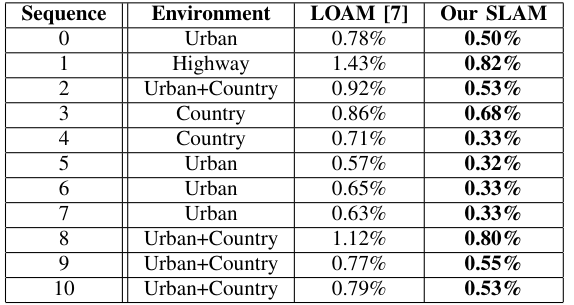 Sequence Environment LOAM [7] Our SLAM
0 Urban 0.78% 0.50%
1 Highway 1.43% 0.82%
2 Urban+Country 0.92% 0.53%
3 Country 0.86% 0.68%
4 Country 0.71% 0.33%
5 Urban 0.57% 0.32%
6 Urban 0.65% 0.33%
7 Urban 0.63% 0.33%
8 Urban+Country 1.12% 0.80%
9 Urban+Country 0.77% 0.55%
10 Urban+Country 0.79% 0.53%